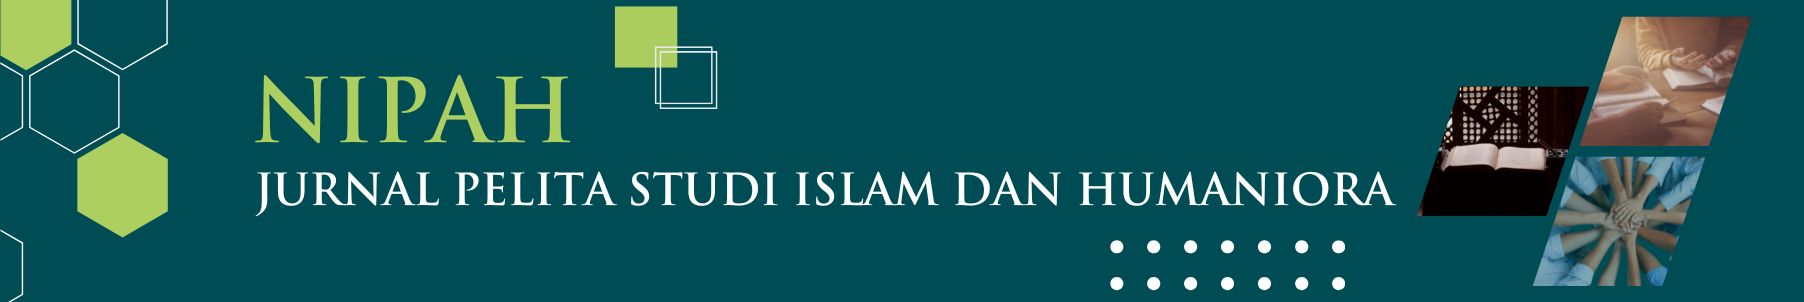 NIPAH
JURNAL PELITA STUDI ISLAM DAN HUMANIORA